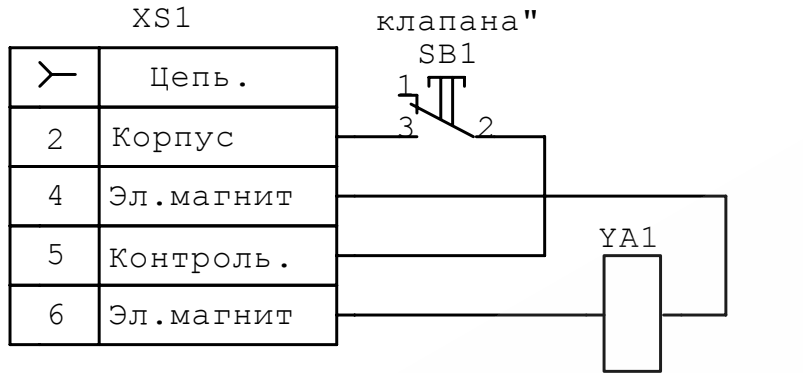 XS1
клапана"
SB1
Цепь.
1
2 Корпус
3 2
4 Эл.магнит
5 Контроль.
YA1
6 Эл.магнит